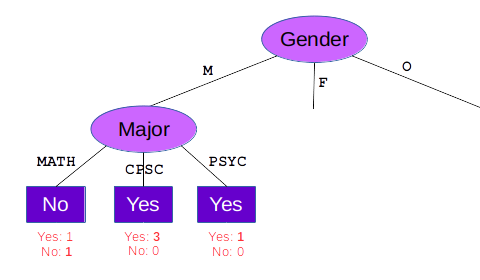 Gender
M
F
O
Major
MATH
CPSC
PSYC
No
Yes
Yes
Yes: 1
No: 1
Yes: 3
No: 0
Yes: 1
No: 0